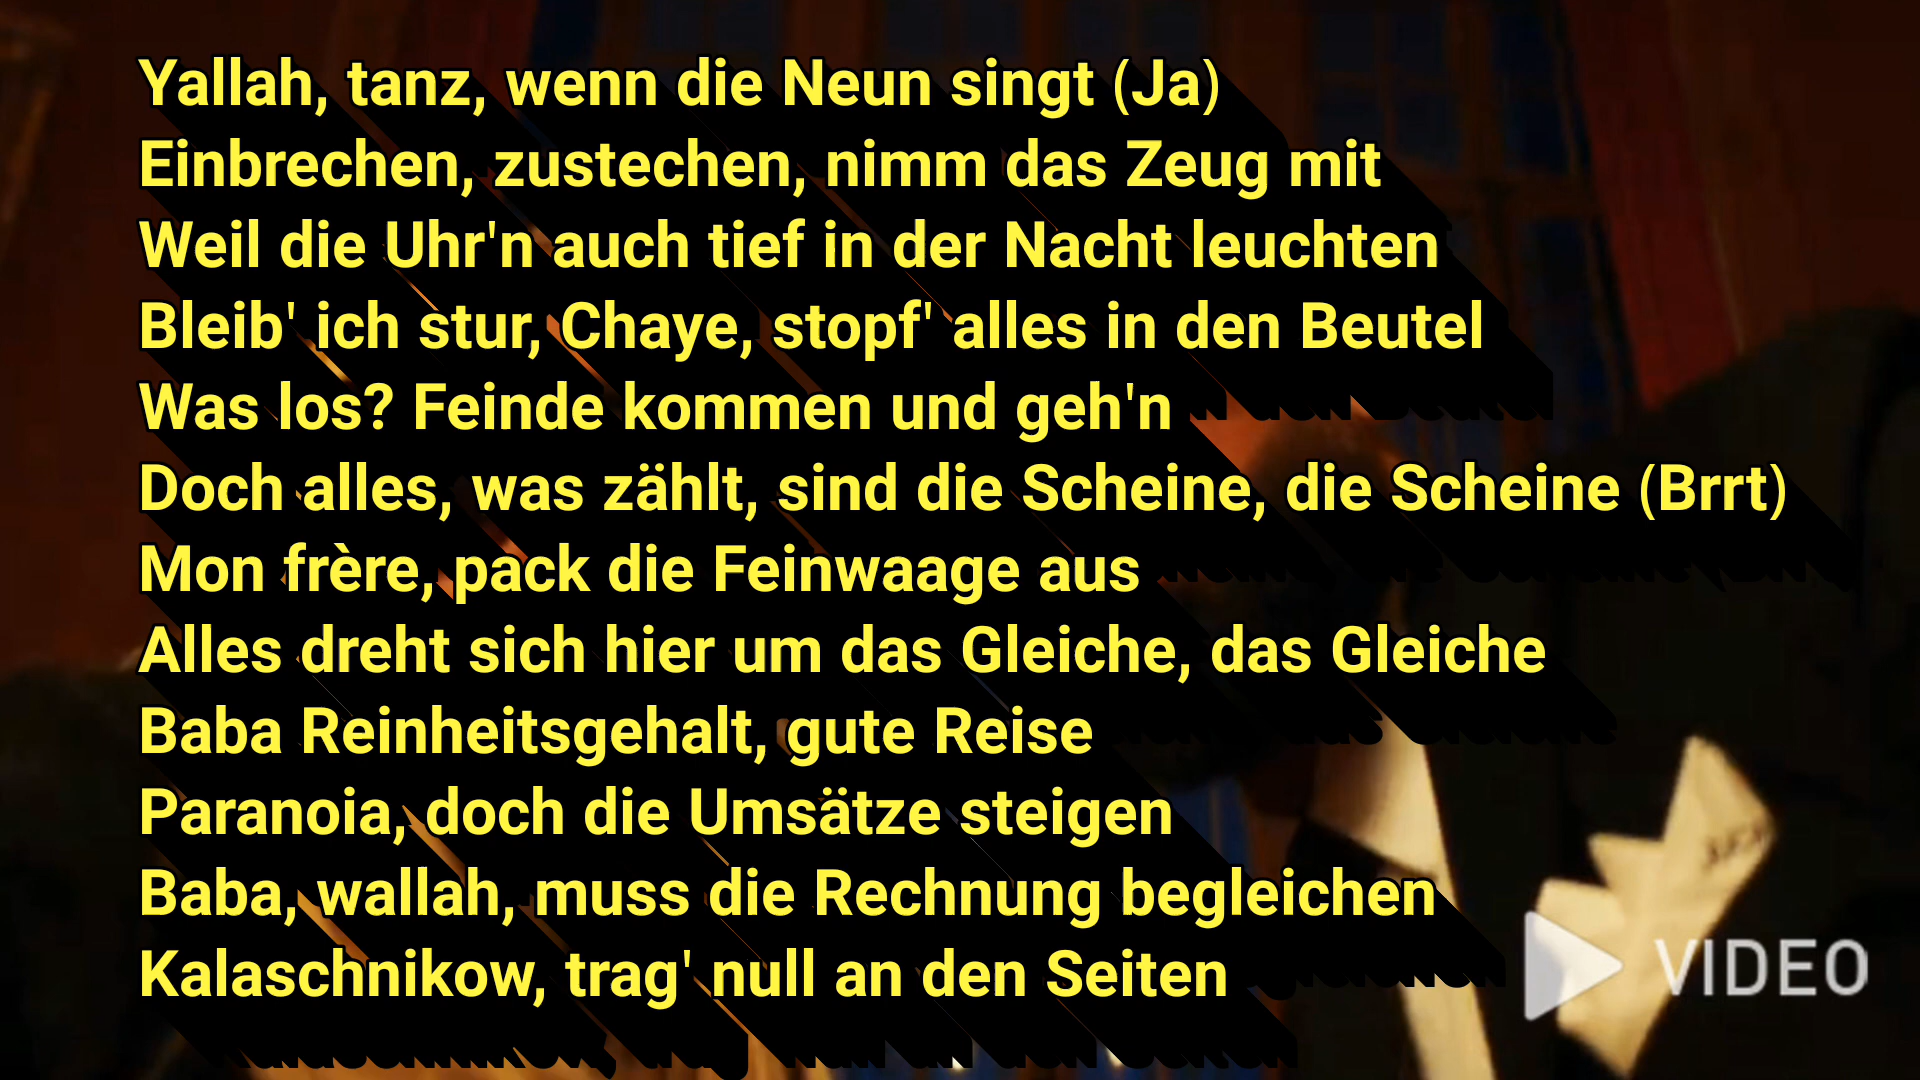 Yallah, tanz, wenn die Neun singt (Ja)
Einbrechen, zustechen, nimm das Zeug mit
Weil die Uhr'n auch tief in der Nacht leuchten
Bleib' ich stur, Chaye, stopf' alles in den Beutel
Was los? Feinde kommen und geh'n
Doch alles, was zählt, sind die Scheine, die Scheine (Brrt)
Mon frère, pack die Feinwaage aus
Alles dreht sich hier um das Gleiche, das Gleiche
Baba Reinheitsgehalt, gute Reise
Paranoia, doch die Umsätze steigen
Baba, wallah, muss die Rechnung begleichen
Kalaschnikow, trag' null an den Seiten
VIDEO